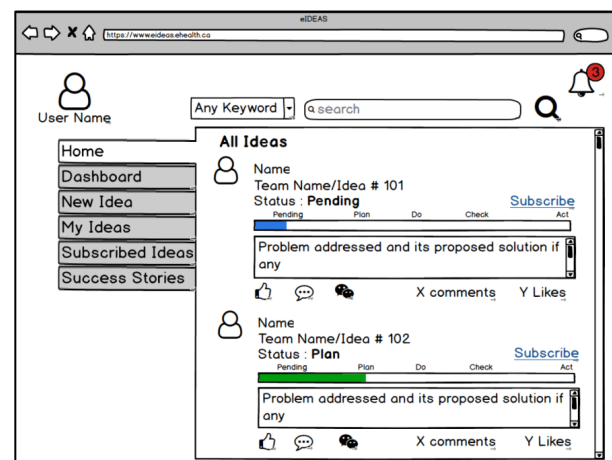 eIDEAS
https://www.eideas.ehealth.ca
3
User Name
Any Keyword
search
Home
Dashboard
New Idea
My Ideas
Subscribed Ideas
Success Stories
All Ideas
Name
Team Name/Idea # 101
Status : Pending Subscribe
Pending Plan Do Check Act
Problem addressed and its proposed solution if
any
X comments Y Likes
Name
Team Name/Idea # 102
Status : Plan Subscribe
Pending Plan Do Check Act
Problem addressed and its proposed solution if
any
X comments Y Likes